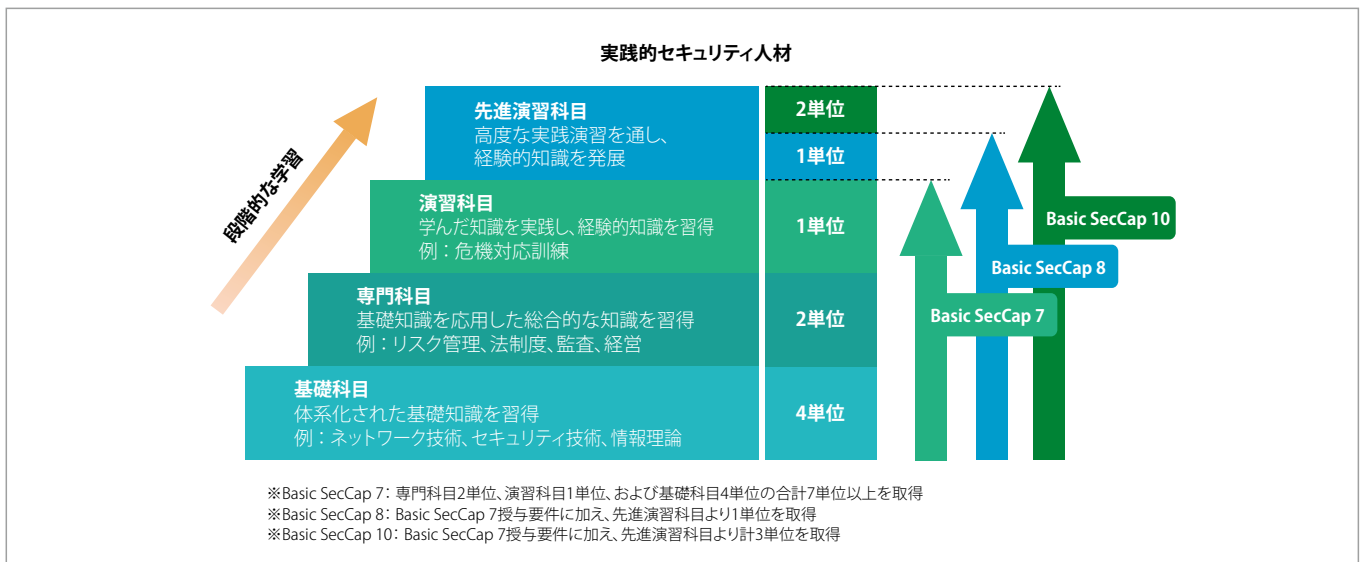 実践的セキュリティ人材
段階的な学習
先進演習科目
高度な実践演習を通し、
経験的知識を発展
2単位
1単位
演習科目
学んだ知識を実践し、経験的知識を習得
例：危機対応訓練
1単位
専門科目
基礎知識を応用した総合的な知識を習得
例：リスク管理、法制度、監査、経営
2単位
基礎科目
体系化された基礎知識を習得
例：ネットワーク技術、セキュリティ技術、情報理論
4単位
Basic SecCap 7
Basic SecCap 8
Basic SecCap 10
※Basic SecCap 7：専門科目2単位、演習科目1単位、および基礎科目4単位の合計7単位以上を取得
※Basic SecCap 8：Basic SecCap 7授与要件に加え、先進演習科目より1単位を取得
※Basic SecCap 10：Basic SecCap 7授与要件に加え、先進演習科目より計3単位を取得